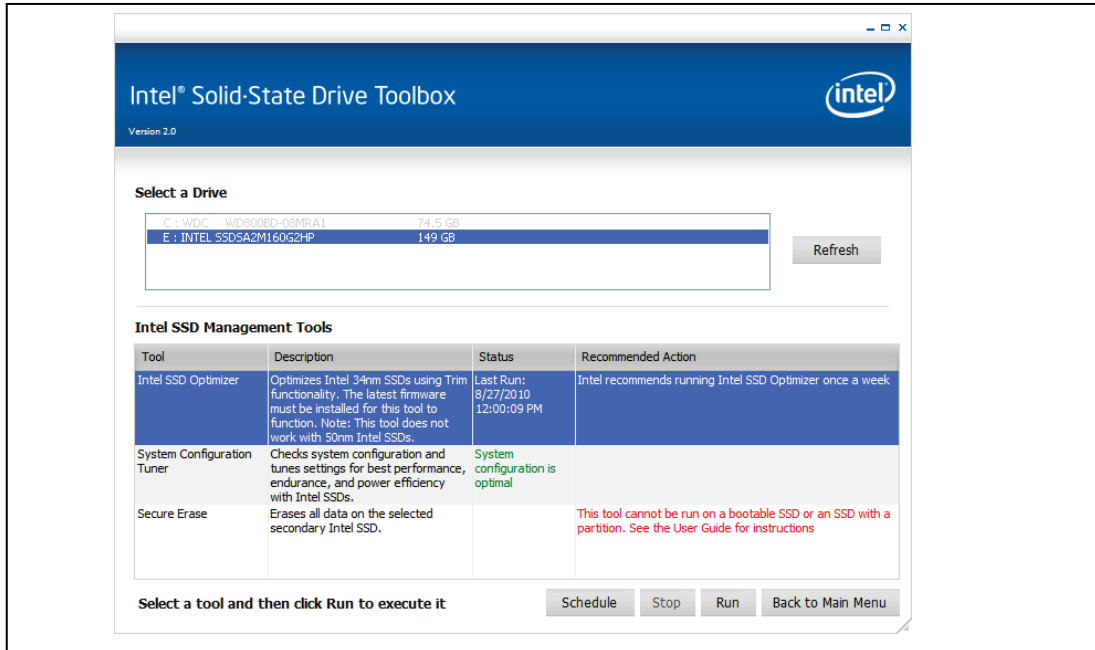 Intel® Solid-State Drive Toolbox
intel
Version 2.0
Select a Drive
C : WDC WD800BD-08MRA1 74.5 GB
E : INTEL SSDSA2M160G2HP 149 GB
Refresh
Intel SSD Management Tools
Tool Description Status Recommended Action
Intel SSD Optimizer
Optimizes Intel 34nm SSDs using Trim
functionality. The latest firmware
must be installed for this tool to
function. Note: This tool does not
work with 50nm Intel SSDs.
Last Run:
8/27/2010
12:00:09 PM
Intel recommends running Intel SSD Optimizer once a week
System Configuration
Tuner
Checks system configuration and
tunes settings for best performance,
endurance, and power efficiency
with Intel SSDs.
System
configuration is
optimal
Secure Erase
Erases all data on the selected
secondary Intel SSD.
This tool cannot be run on a bootable SSD or an SSD with a
partition. See the User Guide for instructions
Select a tool and then click Run to execute it
Schedule Stop Run Back to Main Menu